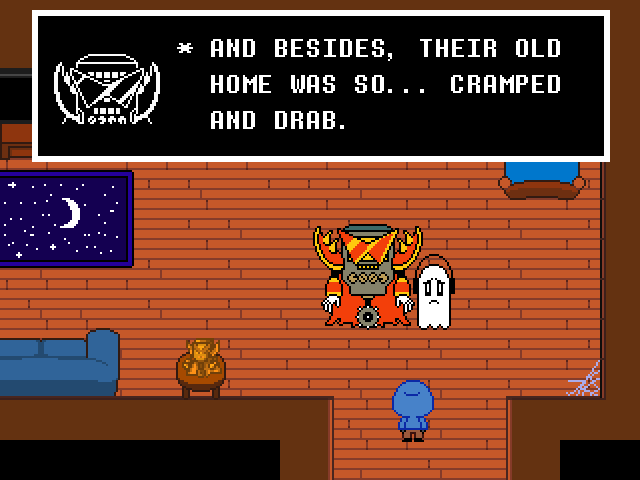 * AND BESIDES, THEIR OLD
HOME WAS SO... CRAMPED
AND DRAB.